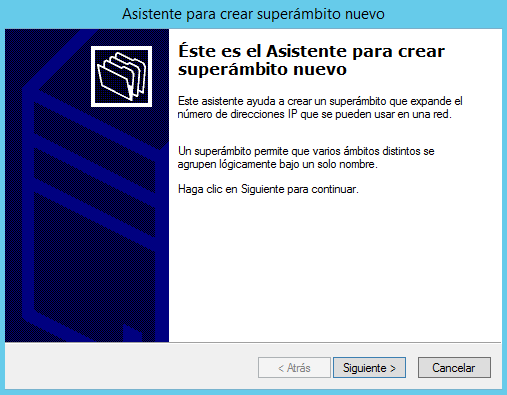 Asistente para crear superámbito nuevo
Éste es el Asistente para crear
superámbito nuevo
Este asistente ayuda a crear un superámbito que expande el
número de direcciones IP que se pueden usar en una red.
Un superámbito permite que varios ámbitos distintos se
agrupen lógicamente bajo un solo nombre.
Haga clic en Siguiente para continuar.
< Atrás
Siguiente >
Cancelar